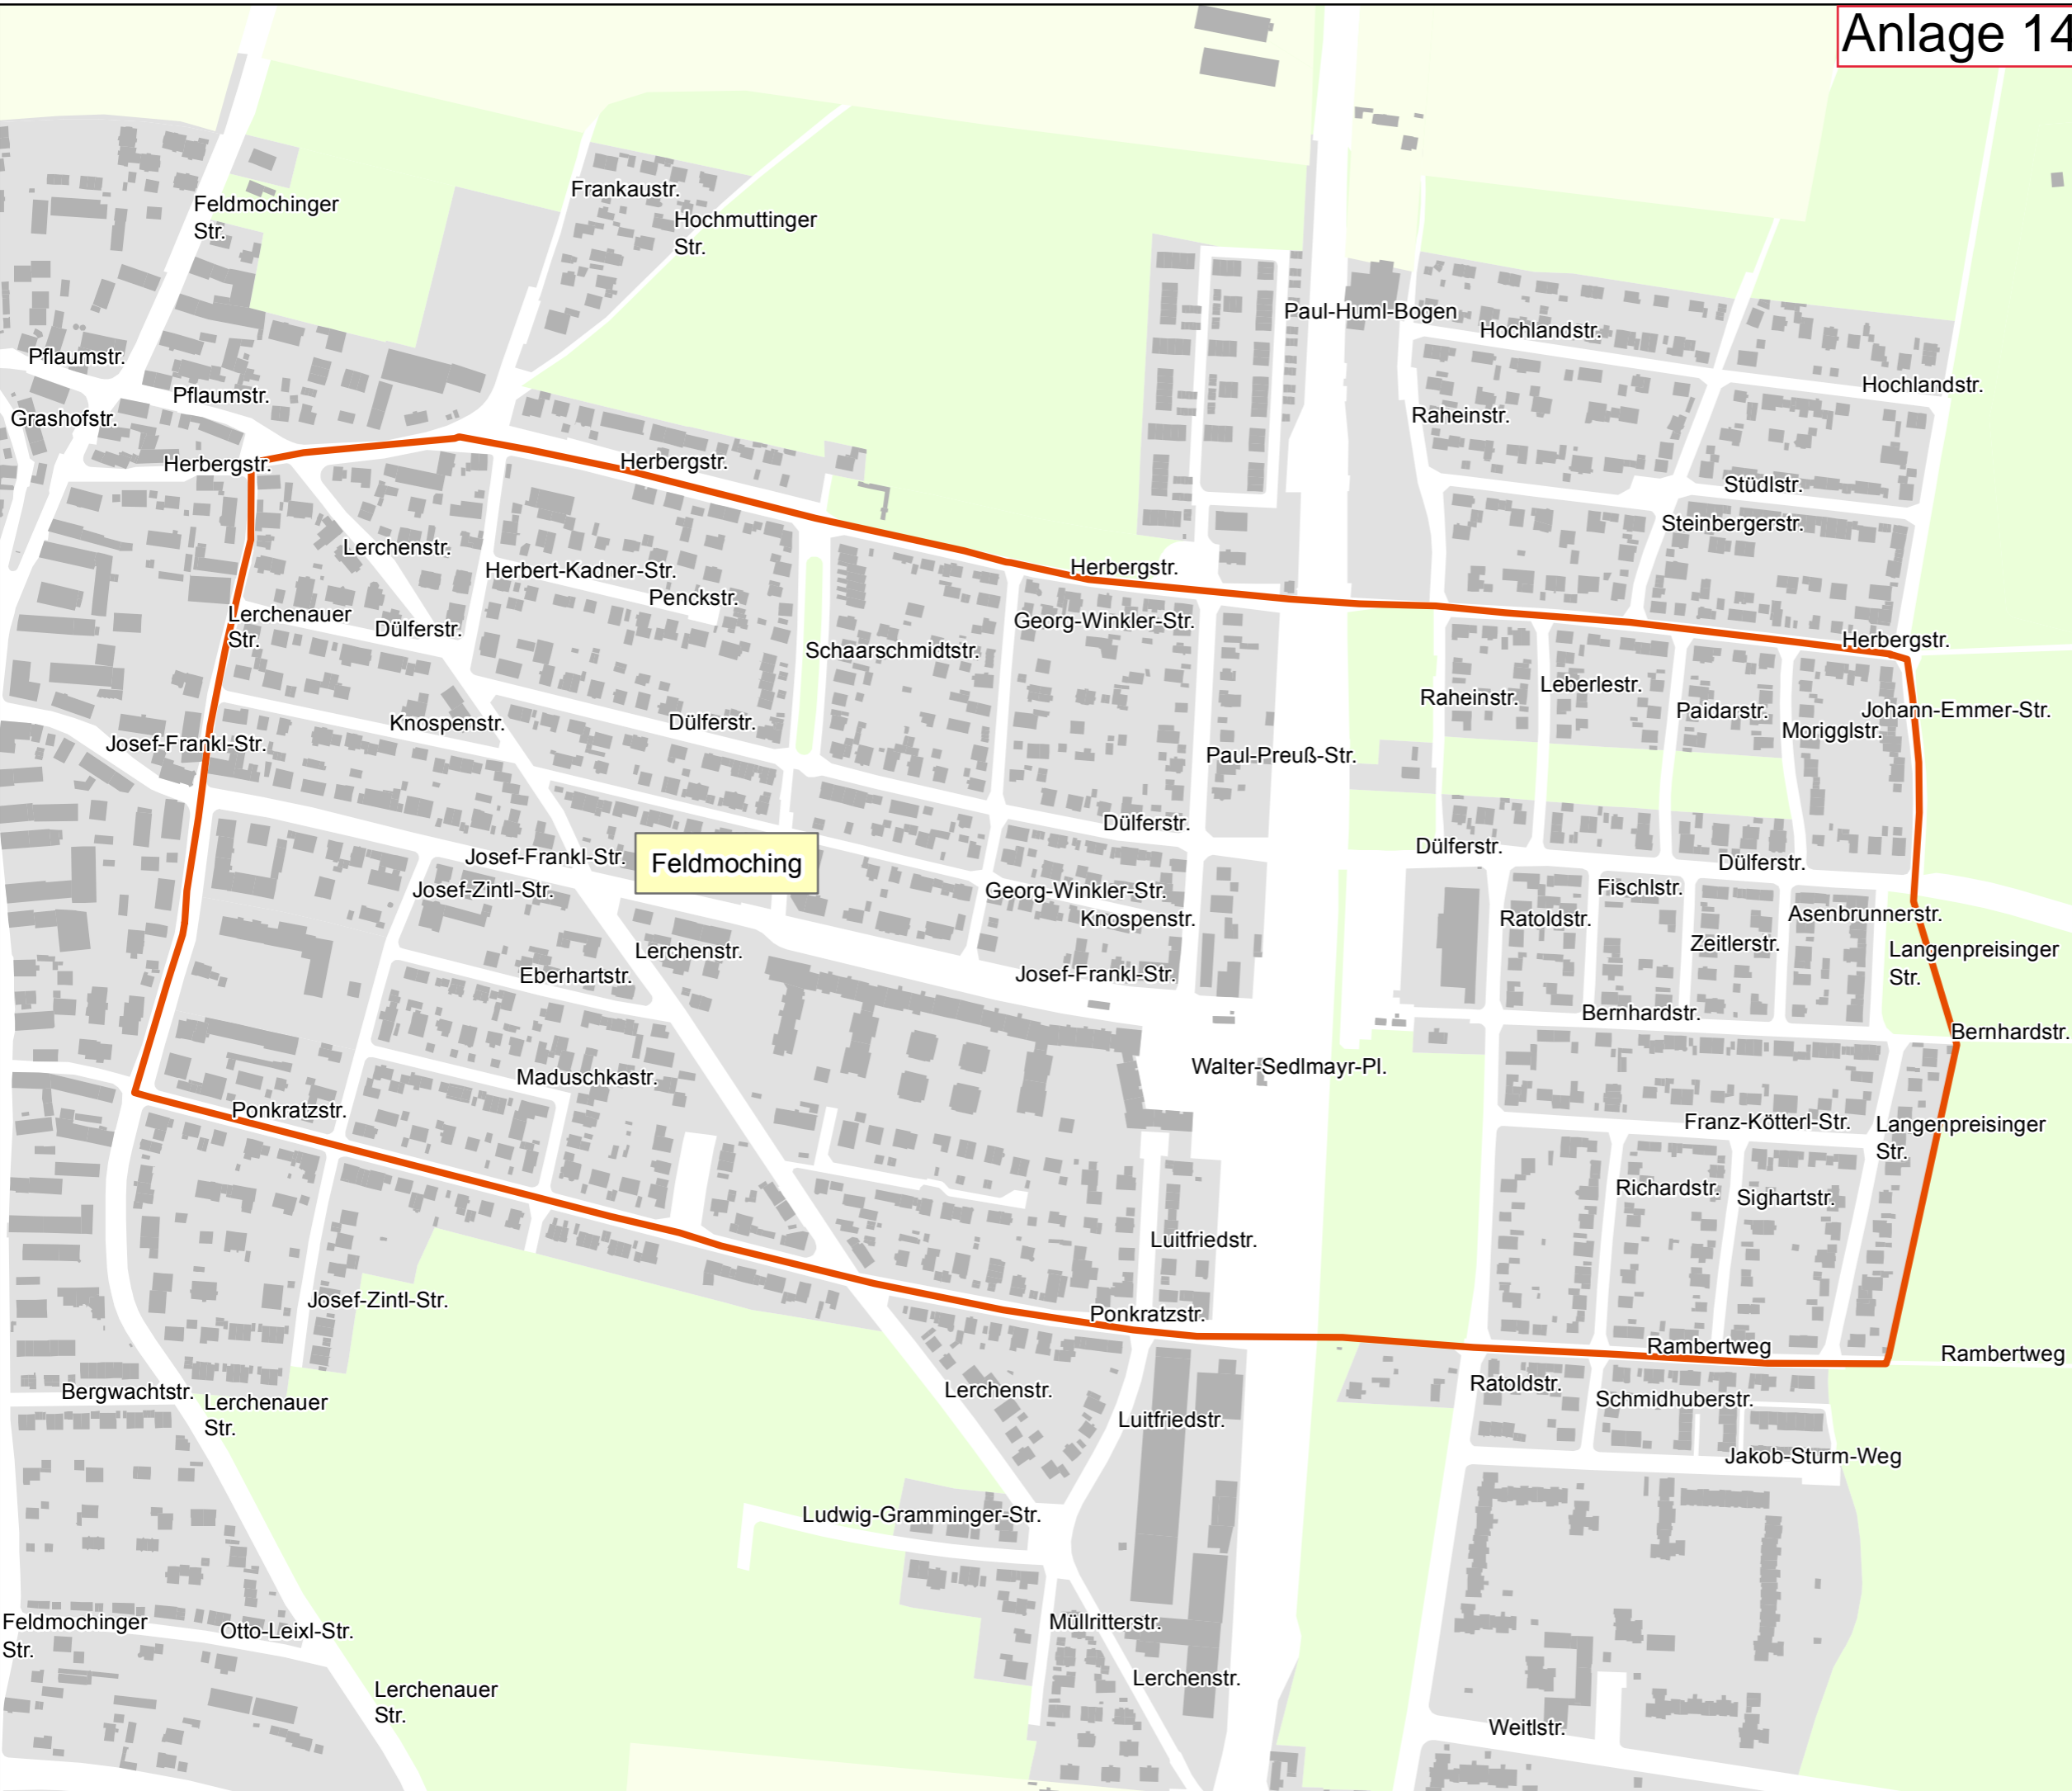 Anlage 14
Frankaustr.
Feldmochinger
Str.
Hochmuttinger
Str.
Paul-Huml-Bogen
Hochlandstr.
Pflaumstr.
Hochlandstr.
Pflaumstr.
Raheinstr.
Grashofstr.
Herbergstr.
Herbergstr.
Stüdlstr.
Steinbergerstr.
Lerchenstr.
Herbergstr.
Herbert-Kadner-Str.
Penckstr.
Lerchenauer
Str.
Georg-Winkler-Str.
Dülferstr.
Herbergstr.
Schaarschmidtstr.
Leberlestr.
Raheinstr.
Paidarstr.
Johann-Emmer-Str.
Knospenstr.
Dülferstr.
Morigglstr.
Josef-Frankl-Str.
Paul-Preuß-Str.
Dülferstr.
Dülferstr.
Josef-Frankl-Str.
Feldmoching
Dülferstr.
Josef-Zintl-Str.
Georg-Winkler-Str.
Fischlstr.
Knospenstr.
Ratoldstr.
Asenbrunnerstr.
Lerchenstr.
Zeitlerstr.
Langenpreisinger
Str.
Eberhartstr.
Josef-Frankl-Str.
Bernhardstr.
Bernhardstr.
Walter-Sedlmayr-Pl.
Maduschkastr.
Ponkratzstr.
Franz-Kötterl-Str.
Langenpreisinger
Str.
Richardstr.
Sighartstr.
Luitfriedstr.
Josef-Zintl-Str.
Ponkratzstr.
Rambertweg
Rambertweg
Bergwachtstr.
Lerchenauer
Str.
Lerchenstr.
Ratoldstr.
Schmidhuberstr.
Luitfriedstr.
Jakob-Sturm-Weg
Ludwig-Gramminger-Str.
Feldmochinger
Str.
Otto-Leixl-Str.
Müllritterstr.
Lerchenstr.
Lerchenauer
Str.
Weitlstr.